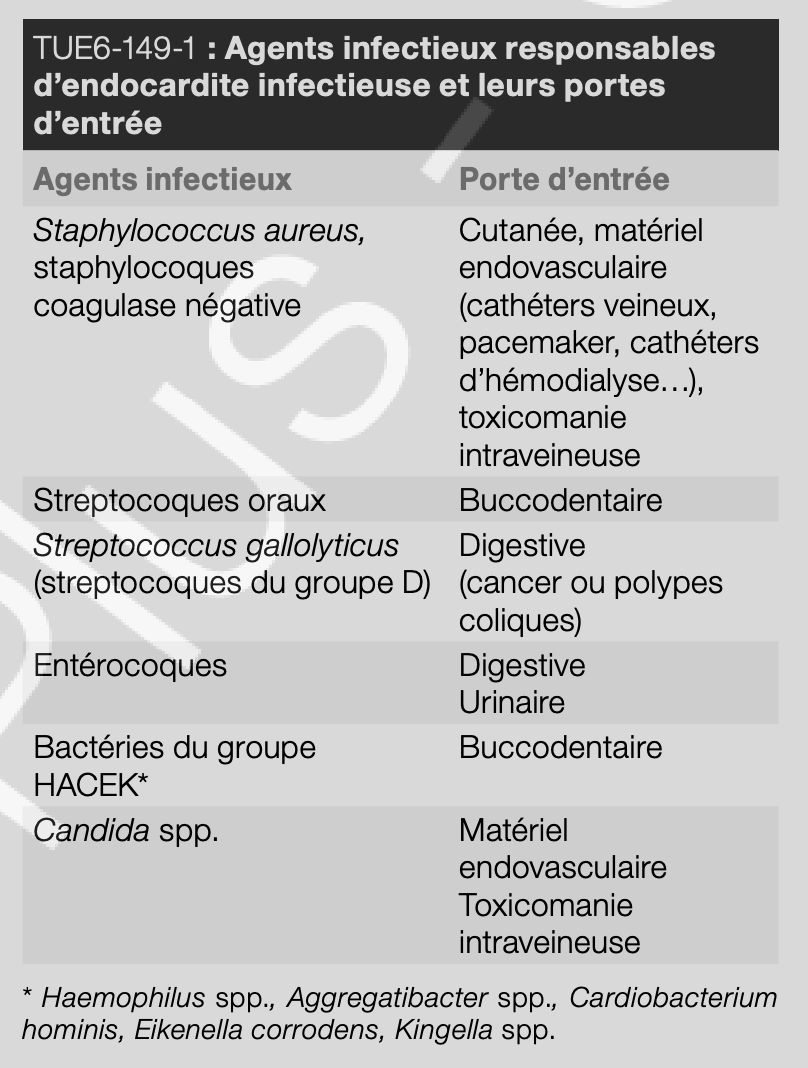 TUE6-149-1 : Agents infectieux responsables
d’endocardite infectieuse et leurs portes
d’entrée
Agents infectieux Porte d’entrée
Staphylococcus aureus, Cutanée, matériel
staphylocoques endovasculaire
coagulase négative (cathéters veineux,
pacemaker, cathéters
d’hémodialyse…),
toxicomanie
intraveineuse
Streptocoques oraux Buccodentaire
Streptococcus gallolyticus Digestive
(streptocoques du groupe D) (cancer ou polypes
coliques)
Entérocoques Digestive
Urinaire
Bactéries du groupe Buccodentaire
HACEK*
Candida spp. Matériel
endovasculaire
Toxicomanie
intraveineuse
* Haemophilus spp., Aggregatibacter spp., Cardiobacterium
hominis, Eikenella corrodens, Kingella spp.
Plus -